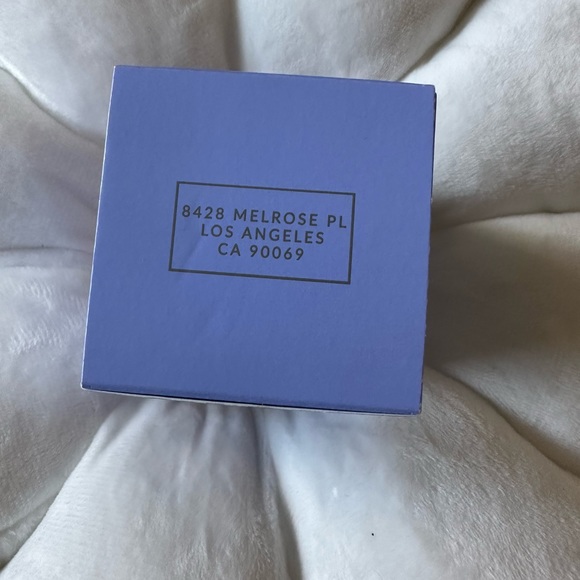 8428 MELROSE PL
LOS ANGELES
CA 90069